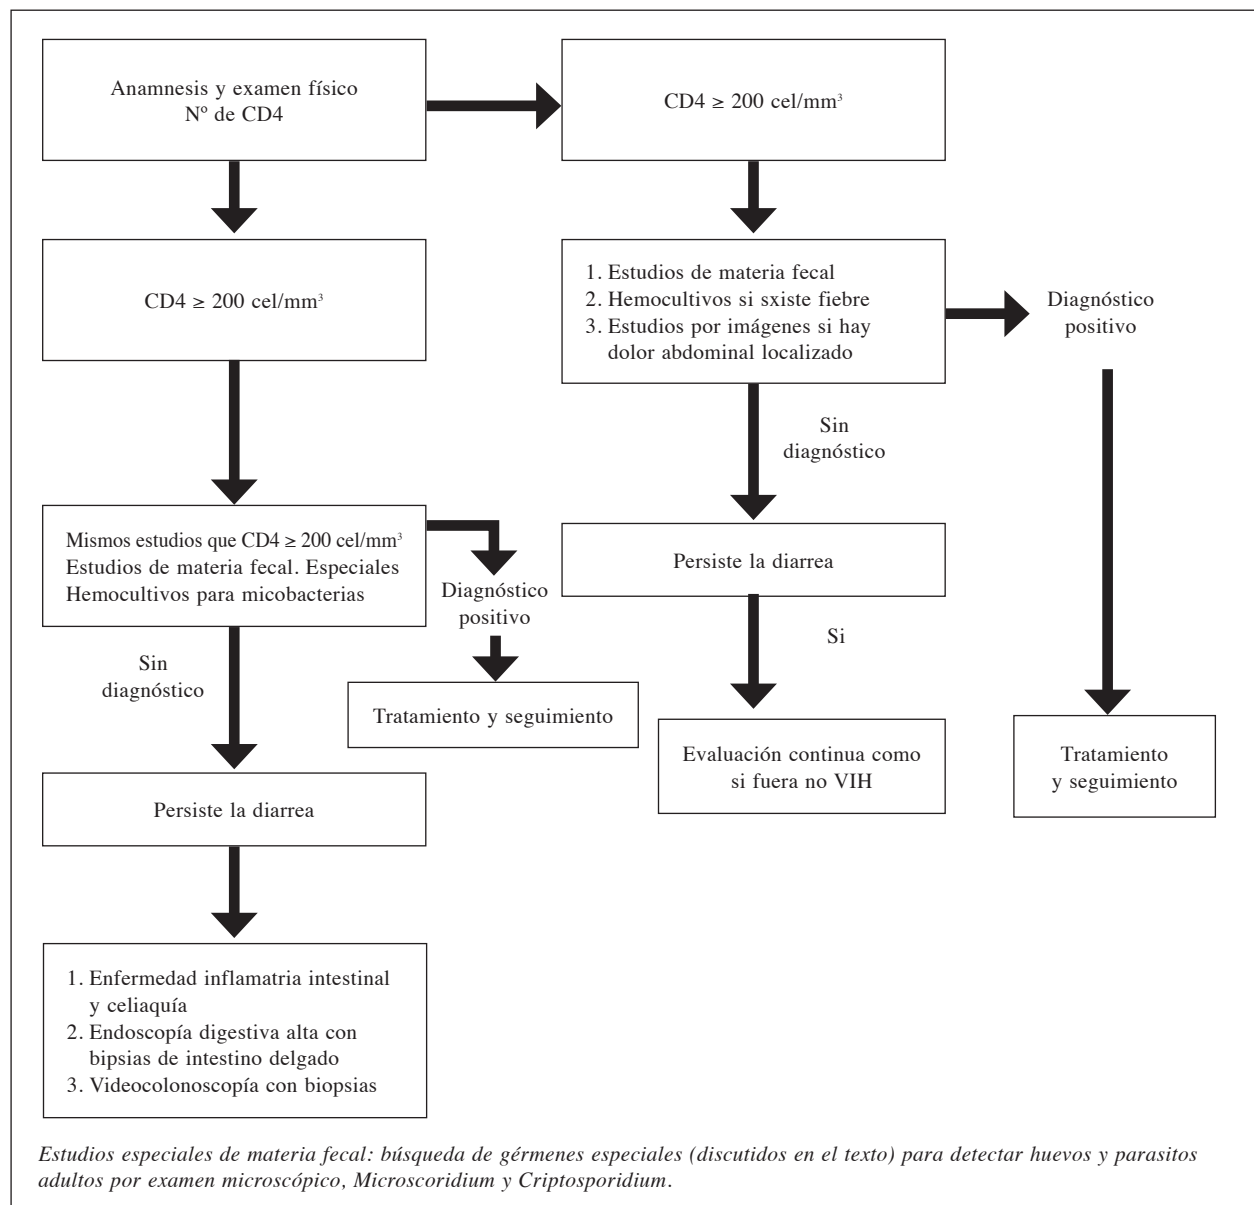 Anamnesis y examen físico
Nº de CD4
CD4 ≥ 200 cel/mm³
CD4 ≥ 200 cel/mm³
1. Estudios de materia fecal
2. Hemocultivos si sxiste fiebre
3. Estudios por imágenes si hay
dolor abdominal localizado
Diagnóstico
positivo
Sin
diagnóstico
Mismos estudios que CD4 ≥ 200 cel/mm³
Estudios de materia fecal. Especiales
Hemocultivos para micobacterias
Diagnóstico
positivo
Persiste la diarrea
Si
Sin
diagnóstico
Tratamiento y seguimiento
Evaluación continua como
si fuera no VIH
Tratamiento
y seguimiento
Persiste la diarrea
1. Enfermedad inflamatria intestinal
y celiaquía
2. Endoscopía digestiva alta con
bipsias de intestino delgado
3. Videocolonoscopía con biopsias
Estudios especiales de materia fecal: búsqueda de gérmenes especiales (discutidos en el texto) para detectar huevos y parasitos
adultos por examen microscópico, Microscoridium y Criptosporidium.